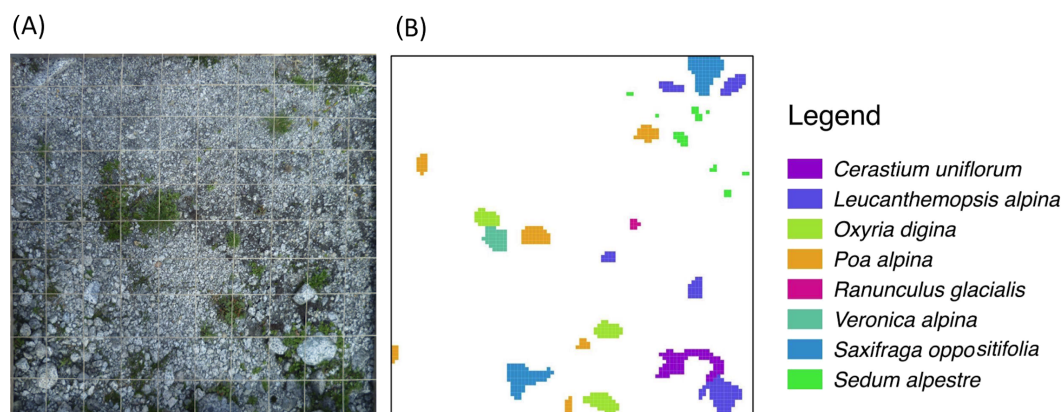 (A)
(B)
Legend
Cerastium uniflorum
Leucanthemopsis alpina
Oxyria digina
Poa alpina
Ranunculus glacialis
Veronica alpina
Saxifraga oppositifolia
Sedum alpestre